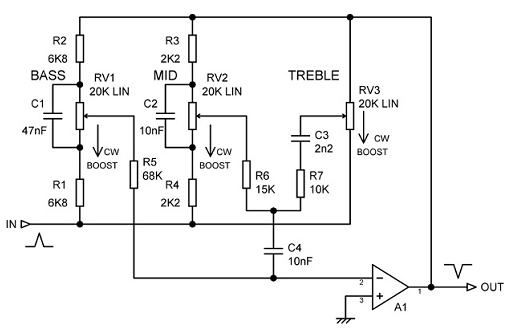 R2
6K8
R3
2K2
BASS
MID
TREBLE
RV1
20K LIN
RV2
20K LIN
RV3
20K LIN
C1
47nF
C2
10nF
C3
2n2
CW
BOOST
CW
BOOST
CW
BOOST
R5
68K
R6
15K
R7
10K
R1
6K8
R4
2K2
IN
C4
10nF
2
−
3
+
1
A1
OUT